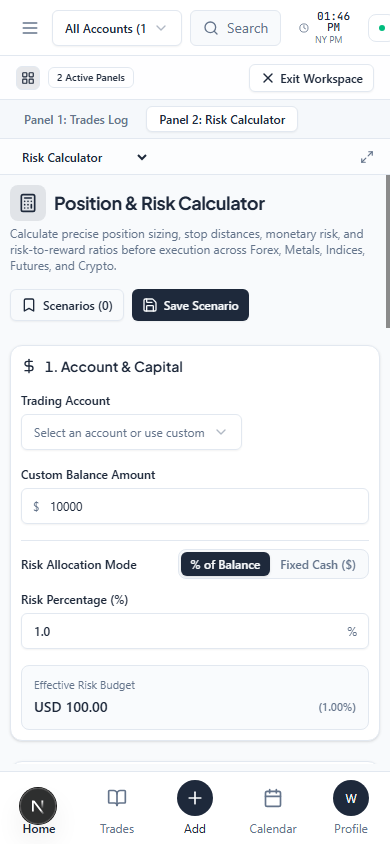 All Accounts (1
Search
01:46
PM
NY PM
2 Active Panels
Exit Workspace
Panel 1: Trades Log
Panel 2: Risk Calculator
Risk Calculator
Position & Risk Calculator
Calculate precise position sizing, stop distances, monetary risk, and
risk-to-reward ratios before execution across Forex, Metals, Indices,
Futures, and Crypto.
Scenarios (0)
Save Scenario
$ 1. Account & Capital
Trading Account
Select an account or use custom
Custom Balance Amount
$ 10000
Risk Allocation Mode
% of Balance
Fixed Cash ($)
Risk Percentage (%)
1.0 %
Effective Risk Budget
USD 100.00 (1.00%)
N
W
Home
Trades
Add
Calendar
Profile